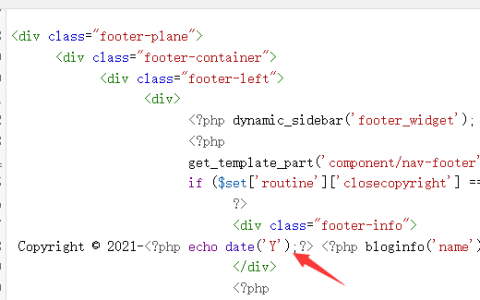 <div class="footer-plane">
<div class="footer-container">
<div class="footer-left">
<div>
<?php dynamic_sidebar('footer_widget');
<?php
get_template_part('component/nav-footer'
if ($set['routine']['closecopyright'] ==
?>
<div class="footer-info">
Copyright © 2021-<?php echo date('Y');?> <?php bloginfo('name')
</div>
<?php